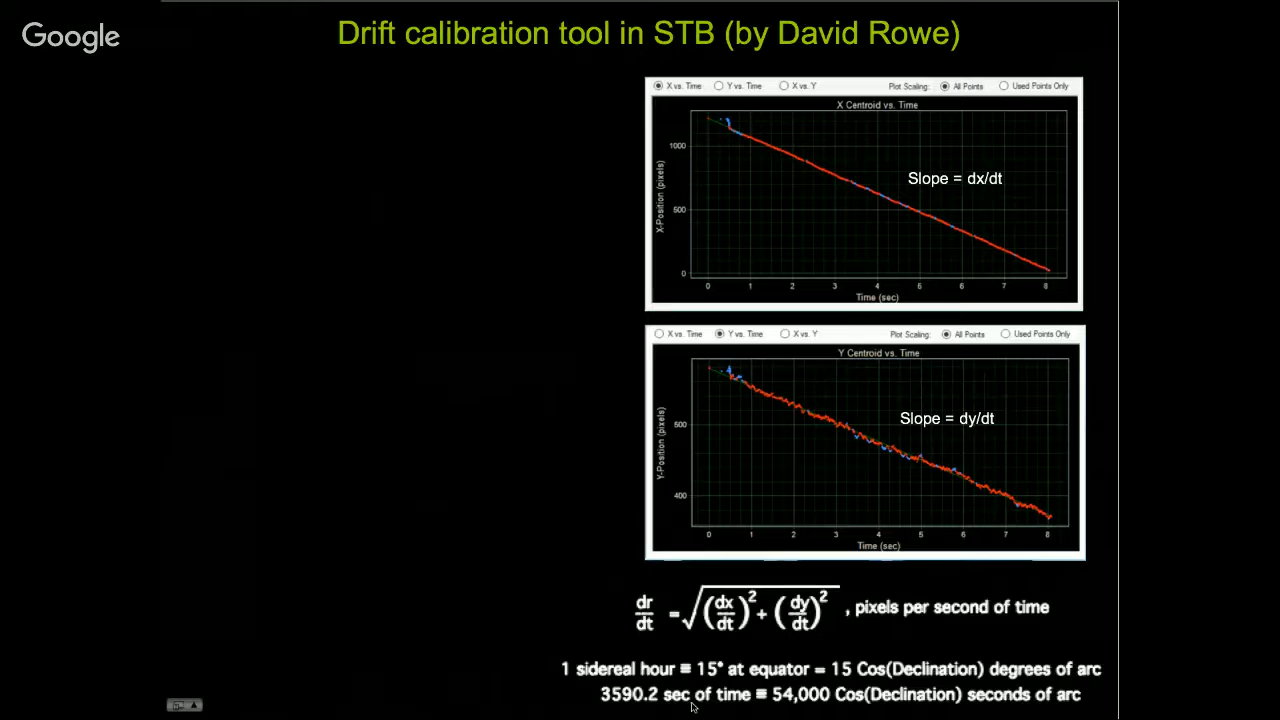 Google
Drift calibration tool in STB (by David Rowe)
X vs. Time Y vs. Time X vs. Y Plot Scaling: All Points Used Points Only
X Centroid vs. Time
1000
500
0
X-Position (pixels)
Slope = dx/dt
0 1 2 3 4 5 6 7 8
Time (sec)
X vs. Time Y vs. Time X vs. Y Plot Scaling: All Points Used Points Only
Y Centroid vs. Time
500
400
Y-Position (pixels)
Slope = dy/dt
0 1 2 3 4 5 6 7 8
Time (sec)
dr/dt = √((dx/dt)² + (dy/dt)²) , pixels per second of time
1 sidereal hour ≡ 15° at equator = 15 Cos(Declination) degrees of arc
3590.2 sec of time ≡ 54,000 Cos(Declination) seconds of arc